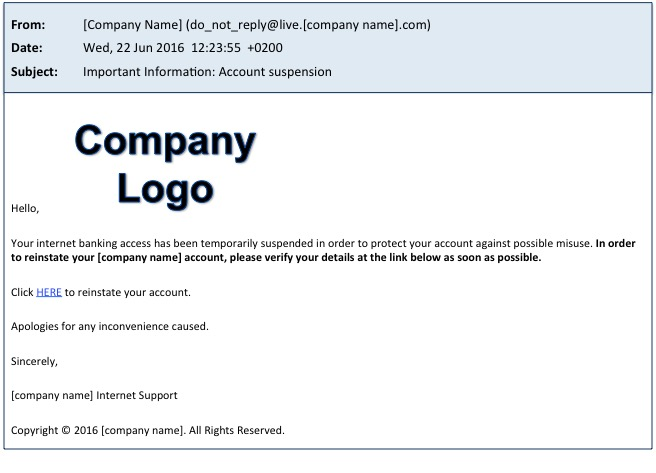 From: [Company Name] (do_not_reply@live.[company name].com)
Date: Wed, 22 Jun 2016 12:23:55 +0200
Subject: Important Information: Account suspension
Company
Logo
Hello,
Your internet banking access has been temporarily suspended in order to protect your account against possible misuse. In order
to reinstate your [company name] account, please verify your details at the link below as soon as possible.
Click HERE to reinstate your account.
Apologies for any inconvenience caused.
Sincerely,
[company name] Internet Support
Copyright © 2016 [company name]. All Rights Reserved.